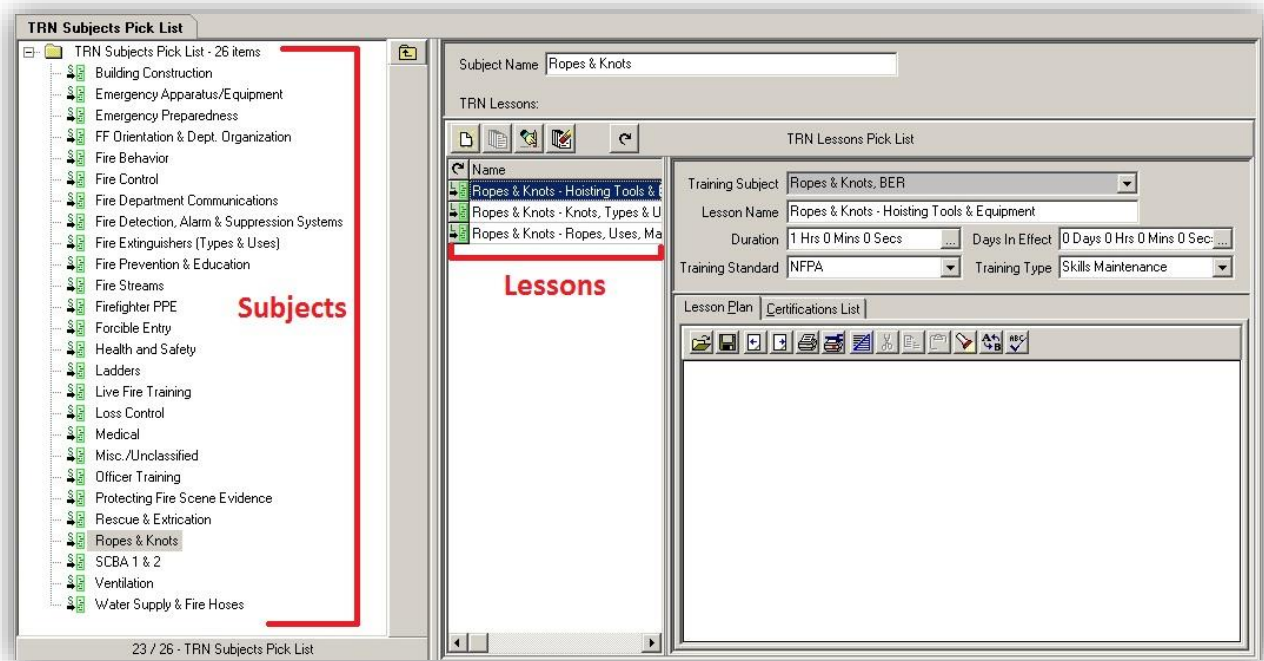 TRN Subjects Pick List
TRN Subjects Pick List - 26 items
Building Construction
Emergency Apparatus/Equipment
Emergency Preparedness
FF Orientation & Dept. Organization
Fire Behavior
Fire Control
Fire Department Communications
Fire Detection, Alarm & Suppression Systems
Fire Extinguishers (Types & Uses)
Fire Prevention & Education
Fire Streams
Firefighter PPE
Forcible Entry
Health and Safety
Ladders
Live Fire Training
Loss Control
Medical
Misc./Unclassified
Officer Training
Protecting Fire Scene Evidence
Rescue & Extrication
Ropes & Knots
SCBA 1 & 2
Ventilation
Water Supply & Fire Hoses
Subjects
23 / 26 - TRN Subjects Pick List
Subject Name Ropes & Knots
TRN Lessons:
TRN Lessons Pick List
Name
Ropes & Knots - Hoisting Tools &
Ropes & Knots - Knots, Types & U
Ropes & Knots - Ropes, Uses, Ma
Lessons
Training Subject Ropes & Knots, BER
Lesson Name Ropes & Knots - Hoisting Tools & Equipment
Duration 1 Hrs 0 Mins 0 Secs ... Days In Effect 0 Days 0 Hrs 0 Mins 0 Sec: ...
Training Standard NFPA Training Type Skills Maintenance
Lesson Plan Certifications List
A B ABC